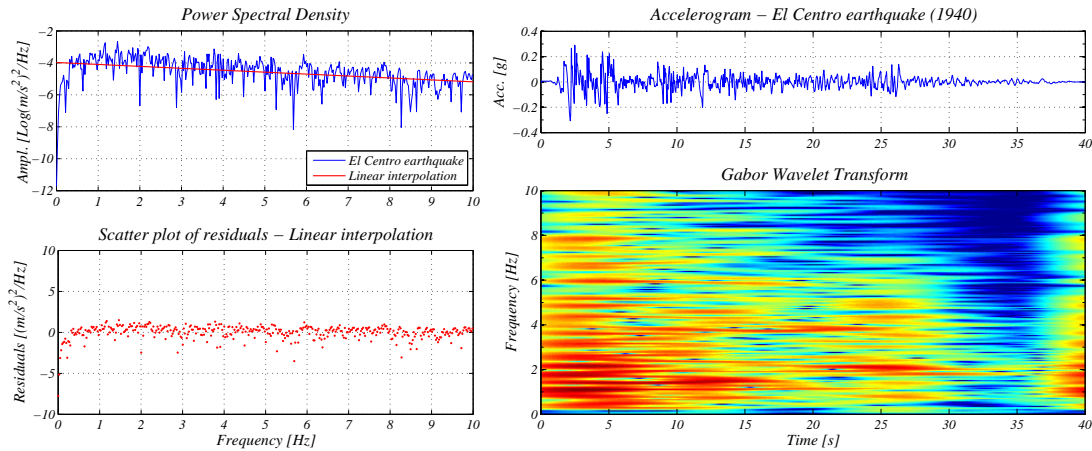 Power Spectral Density
Ampl. [Log(m/s²)²/Hz]
−2
−4
−6
−8
−10
−12
0 1 2 3 4 5 6 7 8 9 10
El Centro earthquake
Linear interpolation
Scatter plot of residuals − Linear interpolation
Residuals [(m/s²)²/Hz]
10
5
0
−5
−10
0 1 2 3 4 5 6 7 8 9 10
Frequency [Hz]
Accelerogram − El Centro earthquake (1940)
Acc. [g]
0.4
0.2
0
−0.2
−0.4
0 5 10 15 20 25 30 35 40
Gabor Wavelet Transform
Frequency [Hz]
10
8
6
4
2
0
0 5 10 15 20 25 30 35 40
Time [s]